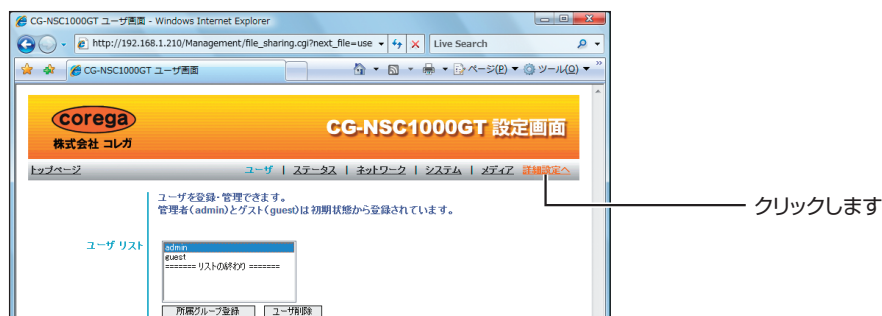 CG-NSC1000GT ユーザ画面 - Windows Internet Explorer
http://192.168.1.210/Management/file_sharing.cgi?next_file=use
Live Search
CG-NSC1000GT ユーザ画面
ページ(P)
ツール(O)
corega
株式会社 コレガ
CG-NSC1000GT 設定画面
トップページ
ユーザ | ステータス | ネットワーク | システム | メディア 詳細設定へ
クリックします
ユーザを登録・管理できます。
管理者(admin)とゲスト(guest)は初期状態から登録されています。
ユーザ リスト
admin
guest
======= リストの終わり =======
所属グループ登録 ユーザ削除